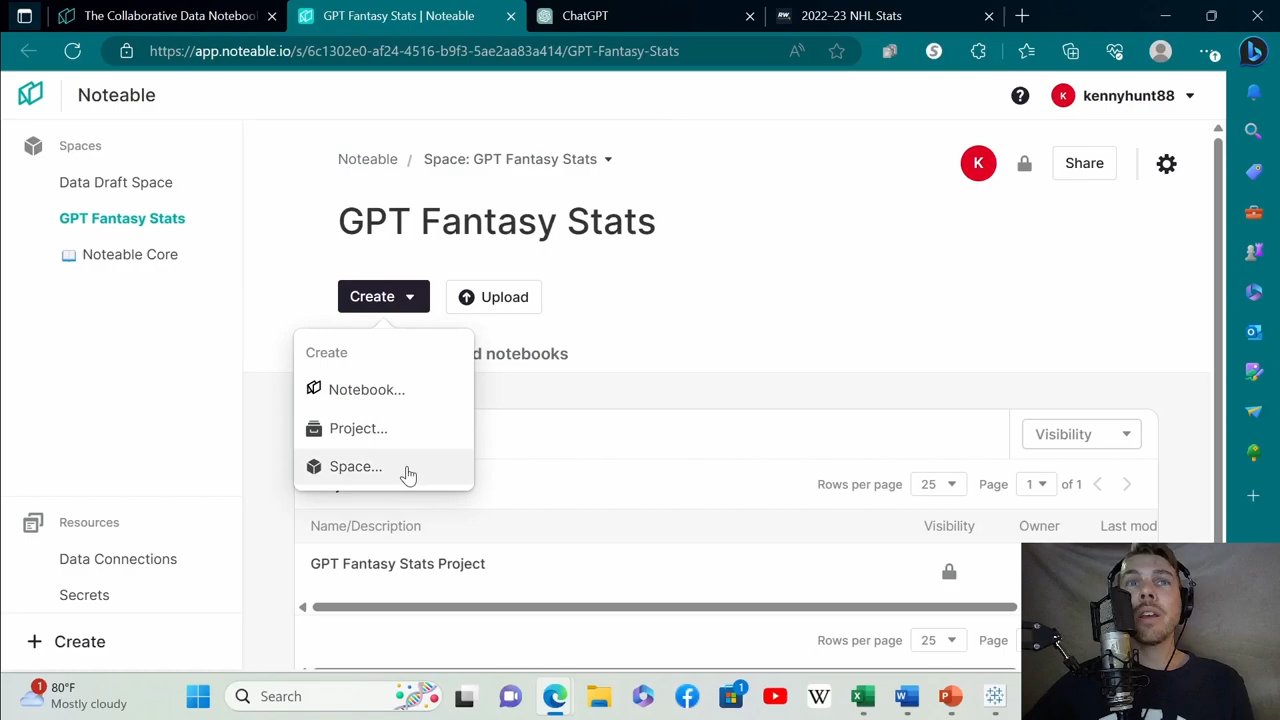 The Collaborative Data Notebook
GPT Fantasy Stats | Noteable
ChatGPT
2022–23 NHL Stats
https://app.noteable.io/s/6c1302e0-af24-4516-b9f3-5ae2aa83a414/GPT-Fantasy-Stats
Noteable
K
kennyhunt88
Spaces
Data Draft Space
GPT Fantasy Stats
Noteable Core
Noteable / Space: GPT Fantasy Stats
K
Share
GPT Fantasy Stats
Create
Upload
Create
Notebook...
Project...
Space...
d notebooks
Visibility
Rows per page 25 Page 1 of 1
Name/Description Visibility Owner Last mod
GPT Fantasy Stats Project
Rows per page 25 Page
Resources
Data Connections
Secrets
+ Create
1
80°F
Mostly cloudy
Search
1
W